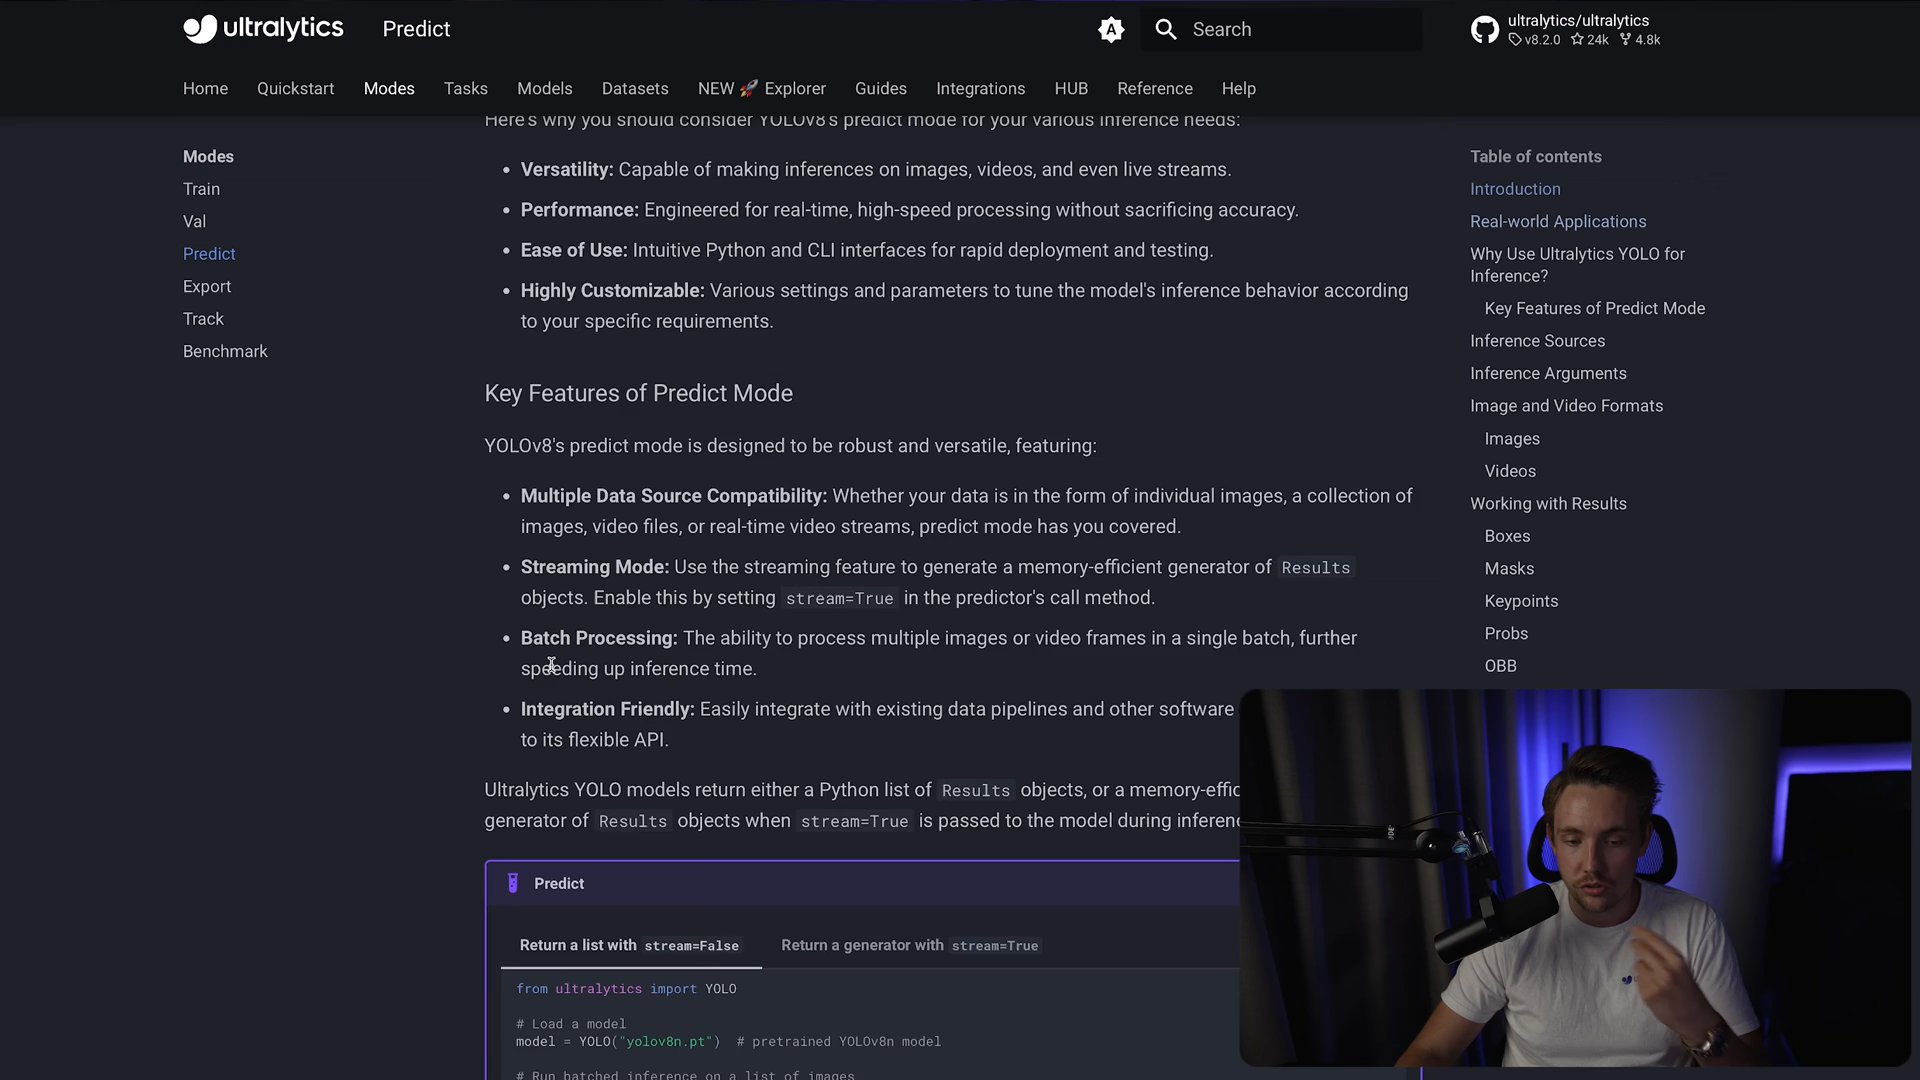 ultralytics
Predict
Search
ultralytics/ultralytics
v8.2.0 24k 4.8k
Home Quickstart Modes Tasks Models Datasets NEW 🚀 Explorer Guides Integrations HUB Reference Help
Modes
Train
Val
Predict
Export
Track
Benchmark
Here's why you should consider YOLOv8's predict mode for your various inference needs:
• Versatility: Capable of making inferences on images, videos, and even live streams.
• Performance: Engineered for real-time, high-speed processing without sacrificing accuracy.
• Ease of Use: Intuitive Python and CLI interfaces for rapid deployment and testing.
• Highly Customizable: Various settings and parameters to tune the model's inference behavior according
to your specific requirements.
Key Features of Predict Mode
YOLOv8's predict mode is designed to be robust and versatile, featuring:
• Multiple Data Source Compatibility: Whether your data is in the form of individual images, a collection of
images, video files, or real-time video streams, predict mode has you covered.
• Streaming Mode: Use the streaming feature to generate a memory-efficient generator of Results
objects. Enable this by setting stream=True in the predictor's call method.
• Batch Processing: The ability to process multiple images or video frames in a single batch, further
speeding up inference time.
• Integration Friendly: Easily integrate with existing data pipelines and other software
to its flexible API.
Ultralytics YOLO models return either a Python list of Results objects, or a memory-effic
generator of Results objects when stream=True is passed to the model during inferenc
Predict
Return a list with stream=False
Return a generator with stream=True
from ultralytics import YOLO
# Load a model
model = YOLO("yolov8n.pt") # pretrained YOLOv8n model
# Run batched inference on a list of images
Table of contents
Introduction
Real-world Applications
Why Use Ultralytics YOLO for
Inference?
Key Features of Predict Mode
Inference Sources
Inference Arguments
Image and Video Formats
Images
Videos
Working with Results
Boxes
Masks
Keypoints
Probs
OBB